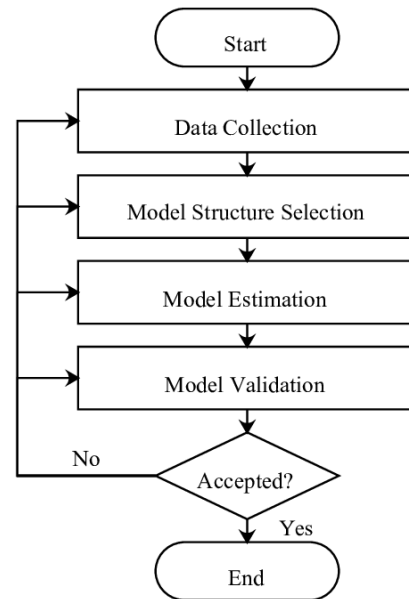 Start
Data Collection
Model Structure Selection
Model Estimation
Model Validation
No
Accepted?
Yes
End